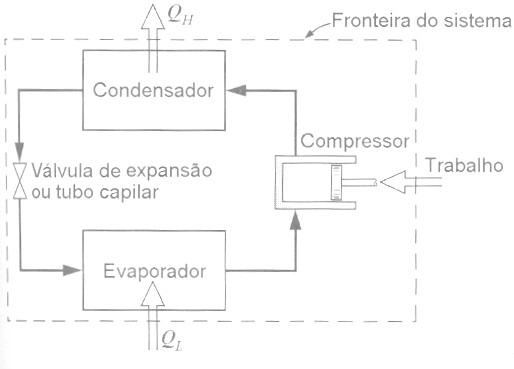 Q_H
Fronteira do sistema
Condensador
Compressor
Válvula de expansão
ou tubo capilar
Trabalho
Evaporador
Q_L